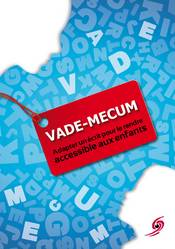 VADE-MECUM
Adapter un écrit pour le rendre
accessible aux enfants